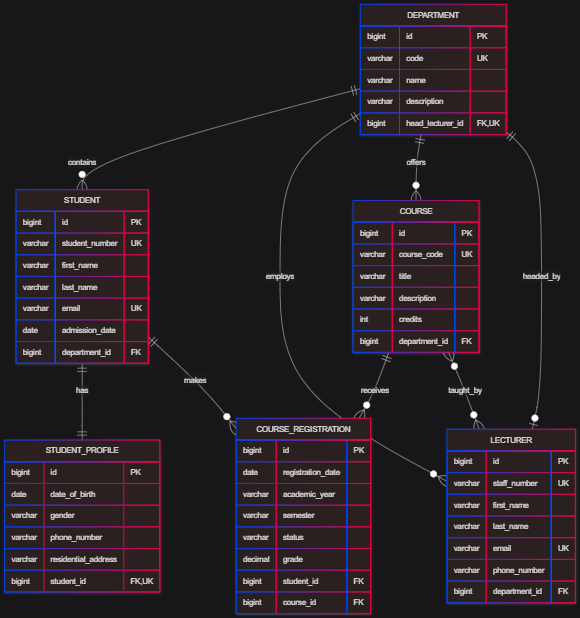 DEPARTMENT
bigint id PK
varchar code UK
varchar name
varchar description
bigint head_lecturer_id FK,UK
contains
offers
STUDENT
bigint id PK
varchar student_number UK
varchar first_name
varchar last_name
varchar email UK
date admission_date
bigint department_id FK
COURSE
bigint id PK
varchar course_code UK
varchar title
varchar description
int credits
bigint department_id FK
employs
headed_by
has
makes
receives
taught_by
STUDENT_PROFILE
bigint id PK
date date_of_birth
varchar gender
varchar phone_number
varchar residential_address
bigint student_id FK,UK
COURSE_REGISTRATION
bigint id PK
date registration_date
varchar academic_year
varchar semester
varchar status
decimal grade
bigint student_id FK
bigint course_id FK
LECTURER
bigint id PK
varchar staff_number UK
varchar first_name
varchar last_name
varchar email UK
varchar phone_number
bigint department_id FK